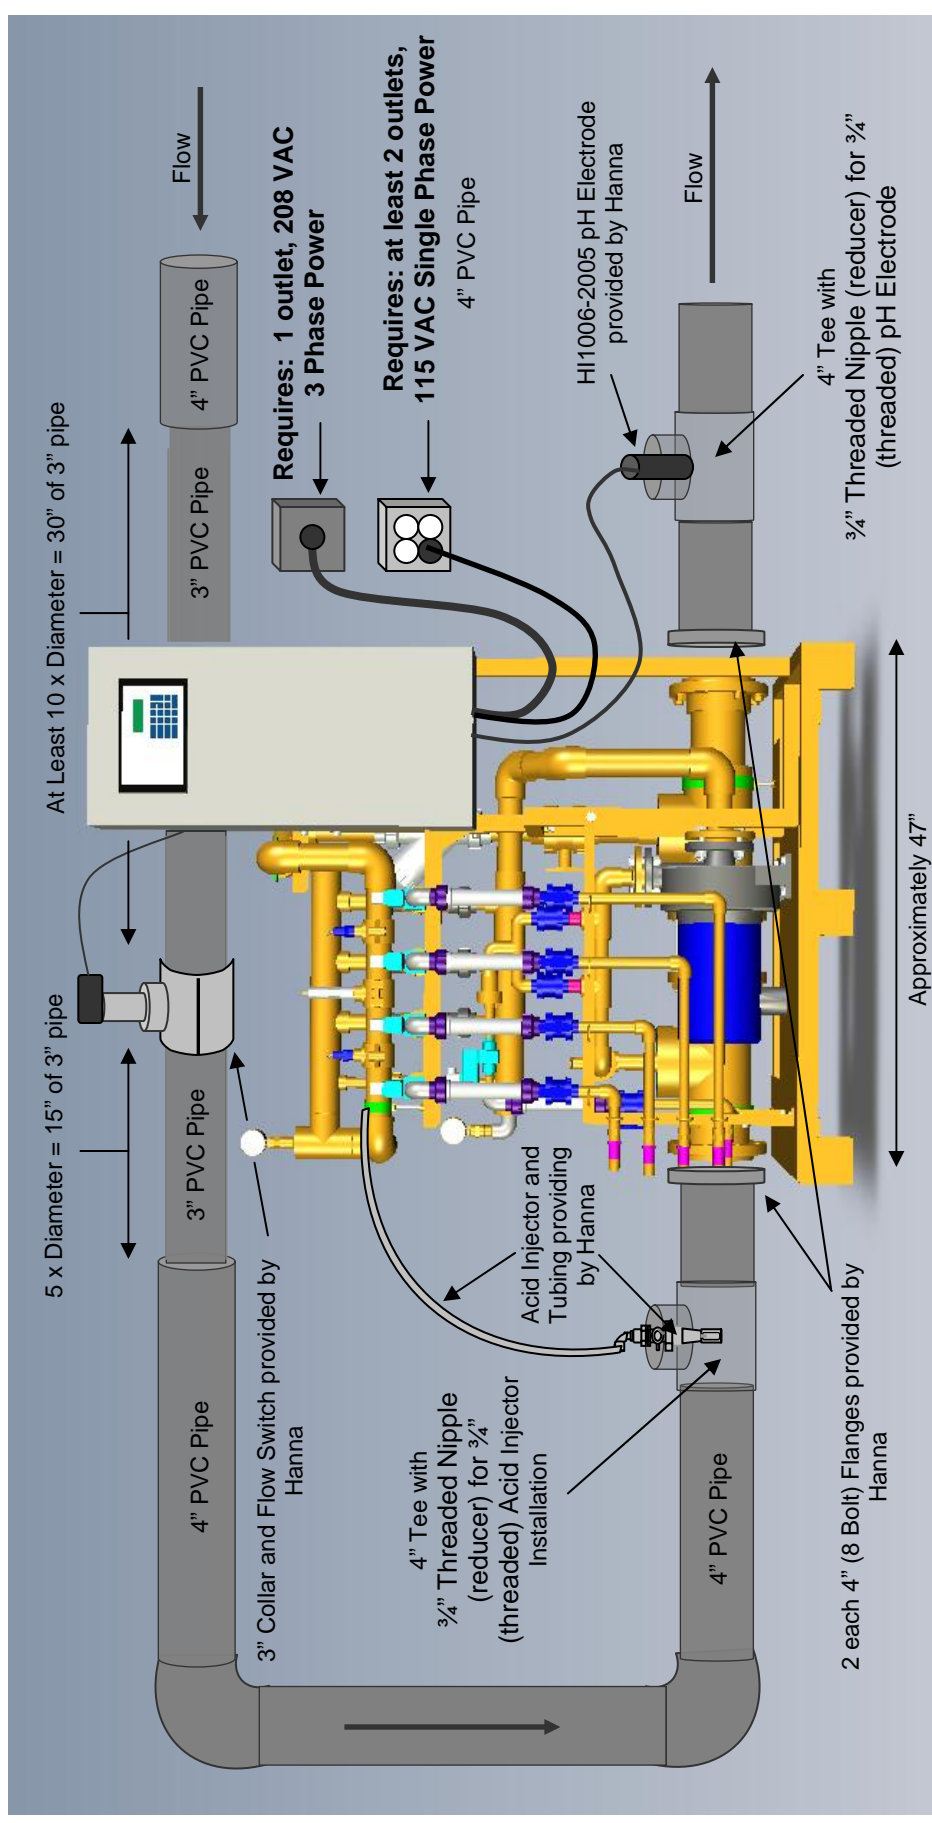 Flow
4” PVC Pipe
3” PVC Pipe
At Least 10 x Diameter = 30” of 3” pipe
5 x Diameter = 15” of 3” pipe
3” PVC Pipe
4” PVC Pipe
Requires: 1 outlet, 208 VAC
3 Phase Power
Requires: at least 2 outlets,
115 VAC Single Phase Power
4” PVC Pipe
HI1006-2005 pH Electrode
provided by Hanna
Flow
4” Tee with
¾” Threaded Nipple (reducer) for ¾”
(threaded) pH Electrode
3” Collar and Flow Switch provided by
Hanna
Acid Injector and
Tubing providing
by Hanna
4” Tee with
¾” Threaded Nipple
(reducer) for ¾”
(threaded) Acid Injector
Installation
4” PVC Pipe
2 each 4” (8 Bolt) Flanges provided by
Hanna
Approximately 47”